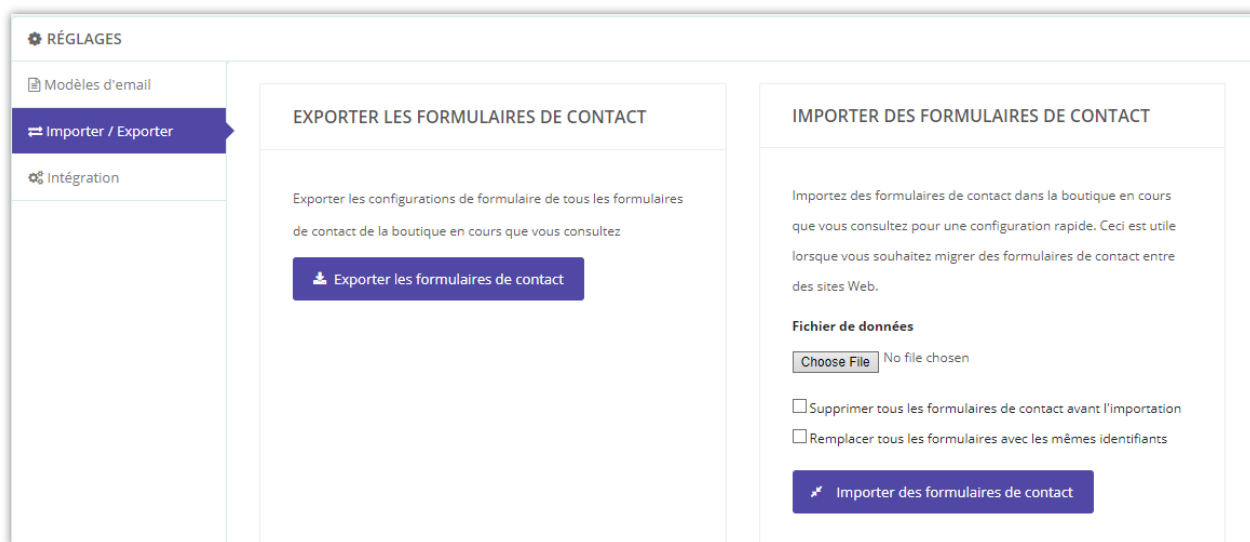 RÉGLAGES
Modèles d'email
Importer / Exporter
Intégration
EXPORTER LES FORMULAIRES DE CONTACT
Exporter les configurations de formulaire de tous les formulaires
de contact de la boutique en cours que vous consultez
Exporter les formulaires de contact
IMPORTER DES FORMULAIRES DE CONTACT
Importez des formulaires de contact dans la boutique en cours
que vous consultez pour une configuration rapide. Ceci est utile
lorsque vous souhaitez migrer des formulaires de contact entre
des sites Web.
Fichier de données
Choose File No file chosen
Supprimer tous les formulaires de contact avant l'importation
Remplacer tous les formulaires avec les mêmes identifiants
Importer des formulaires de contact